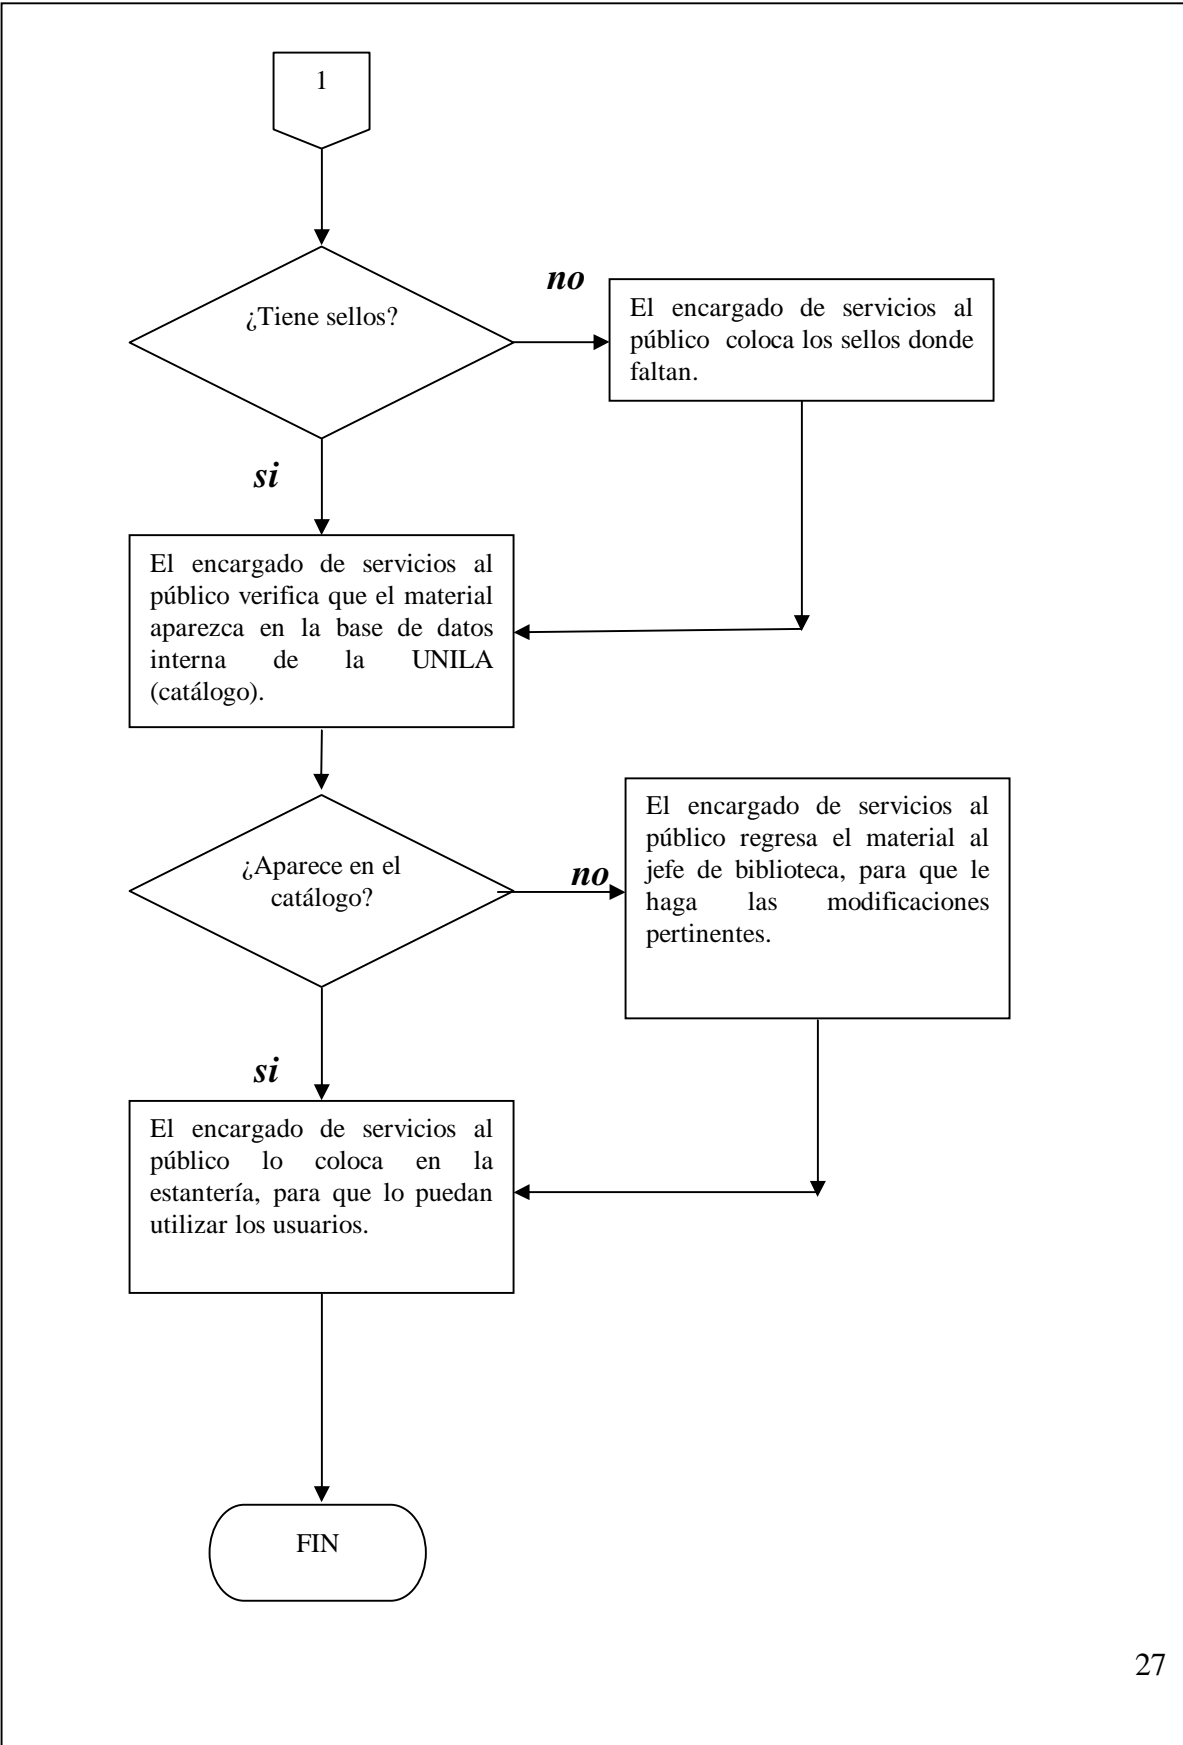 1
¿Tiene sellos?
no
El encargado de servicios al
público coloca los sellos donde
faltan.
si
El encargado de servicios al
público verifica que el material
aparezca en la base de datos
interna de la UNILA
(catálogo).
¿Aparece en el
catálogo?
no
El encargado de servicios al
público regresa el material al
jefe de biblioteca, para que le
haga las modificaciones
pertinentes.
si
El encargado de servicios al
público lo coloca en la
estantería, para que lo puedan
utilizar los usuarios.
FIN
27